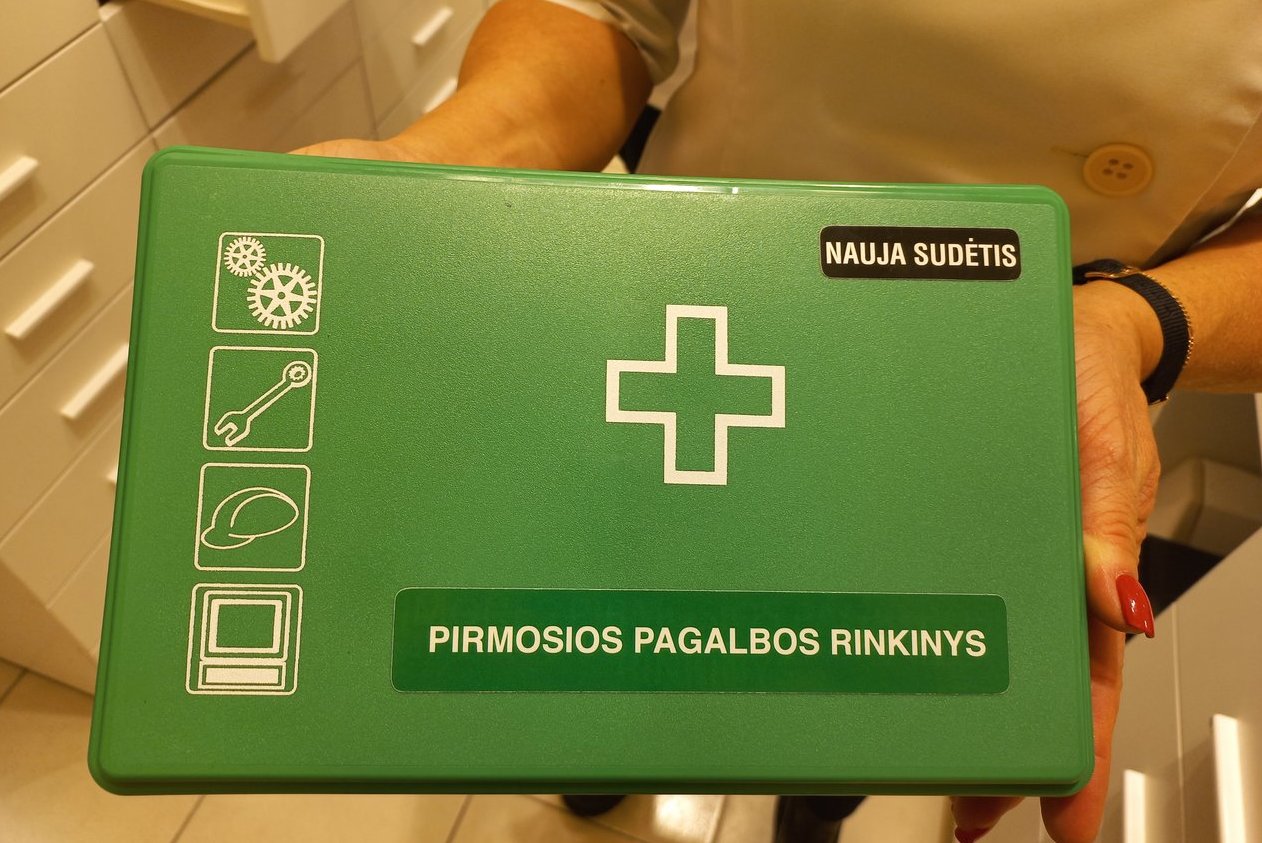 NAUJA SUDĖTIS
PIRMOSIOS PAGALBOS RINKINYS